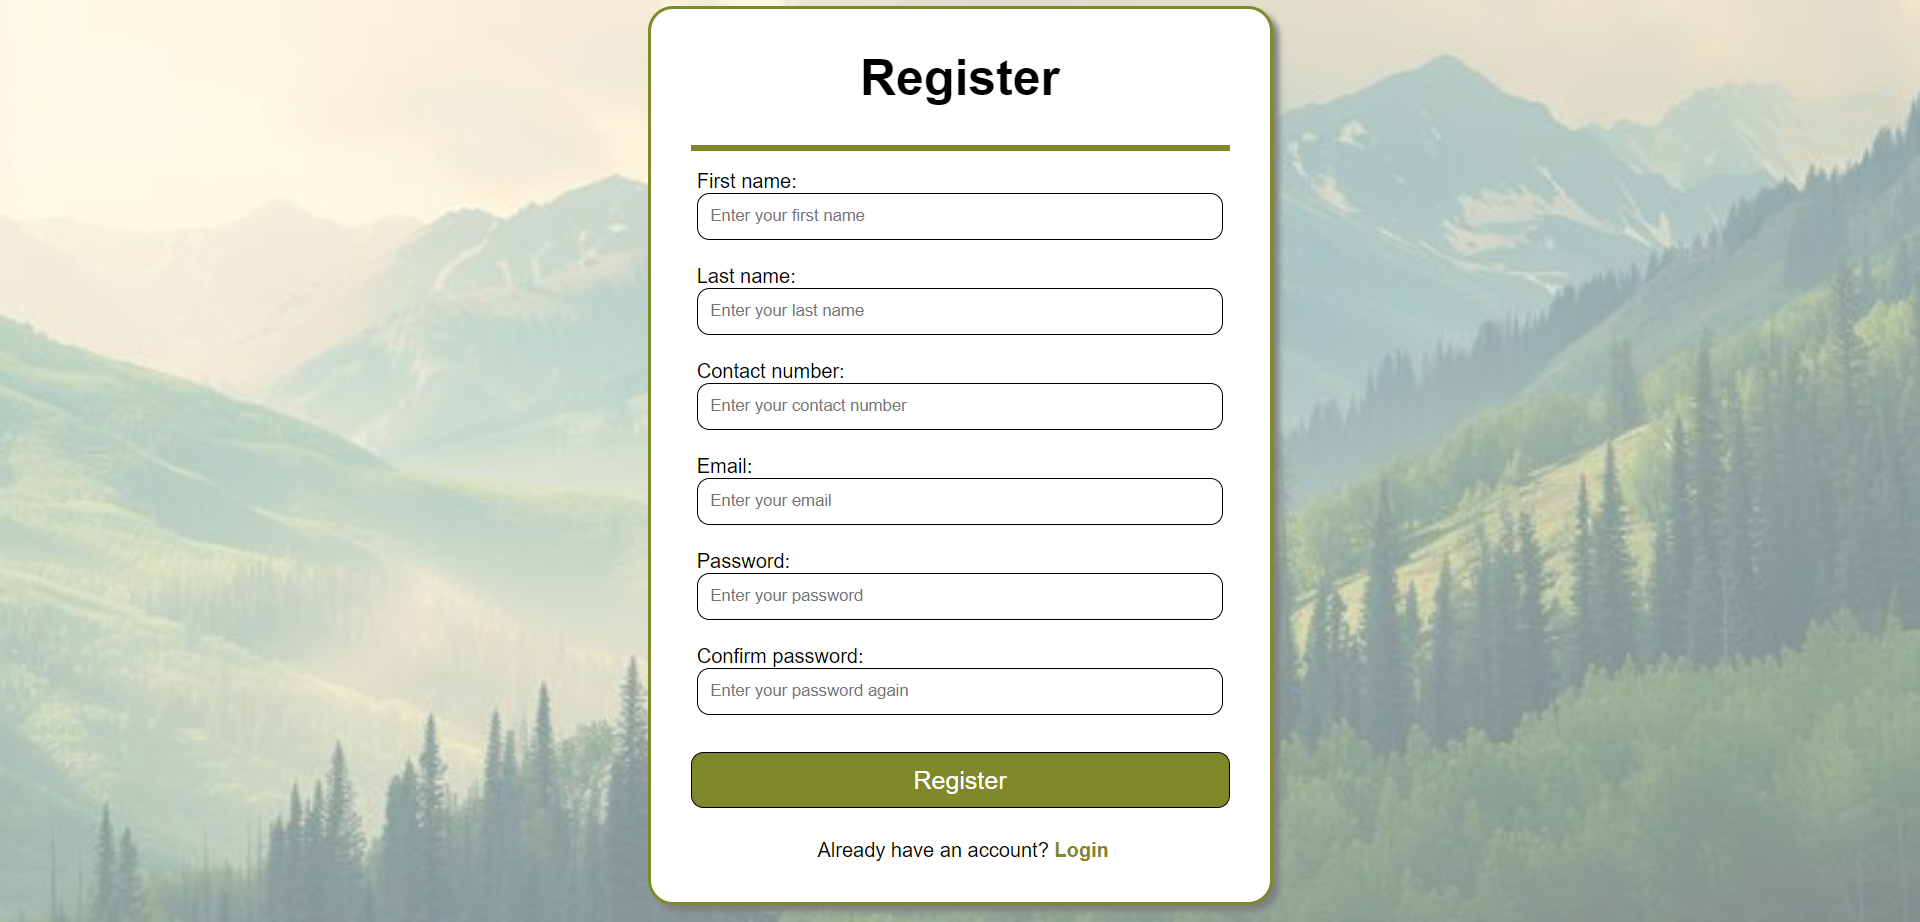 Register
First name:
Enter your first name
Last name:
Enter your last name
Contact number:
Enter your contact number
Email:
Enter your email
Password:
Enter your password
Confirm password:
Enter your password again
Register
Already have an account? Login